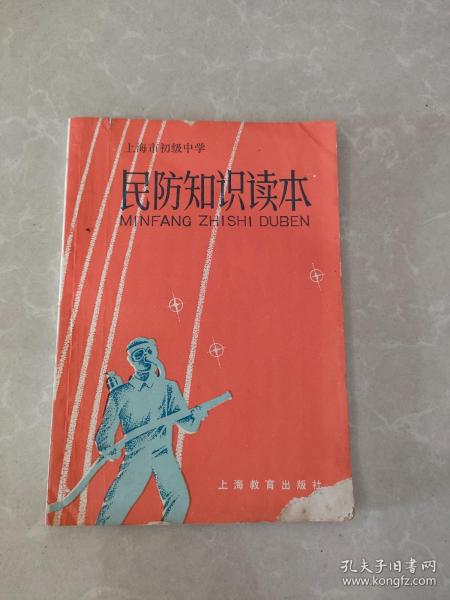 上海市初级中学
民防知识读本
MINFANG ZHISHI DUBEN
上海教育出版社
孔夫子旧书网
www.kongfz.com